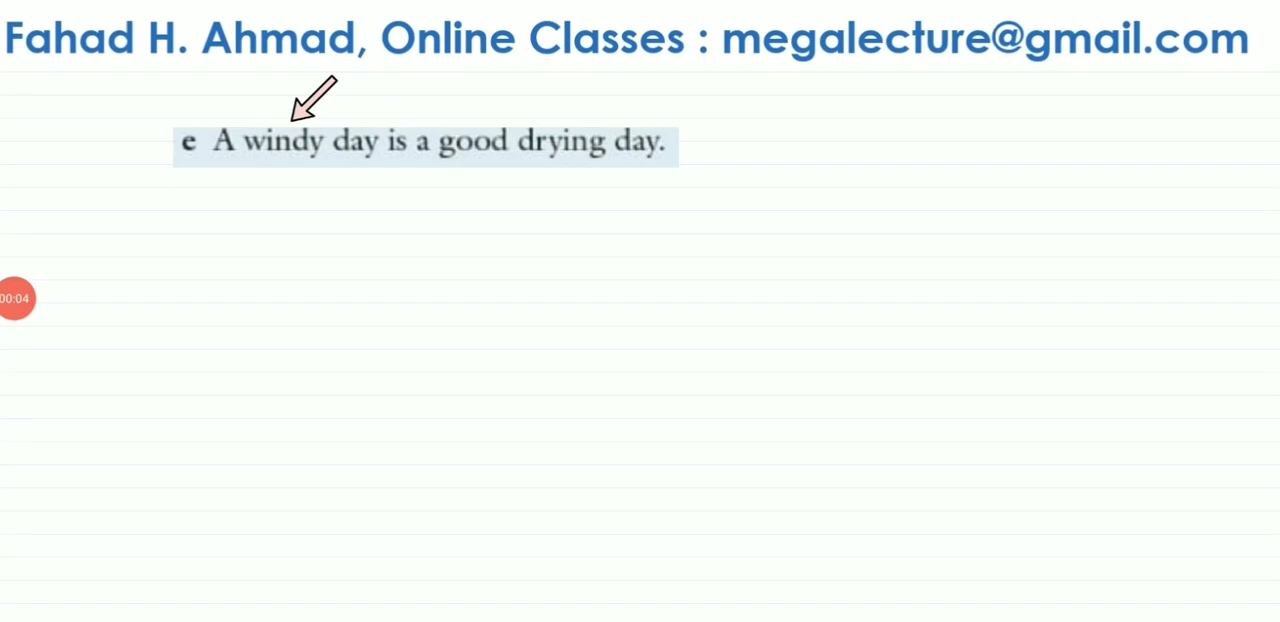 Fahad H. Ahmad, Online Classes : megalecture@gmail.com
e A windy day is a good drying day.
00:04